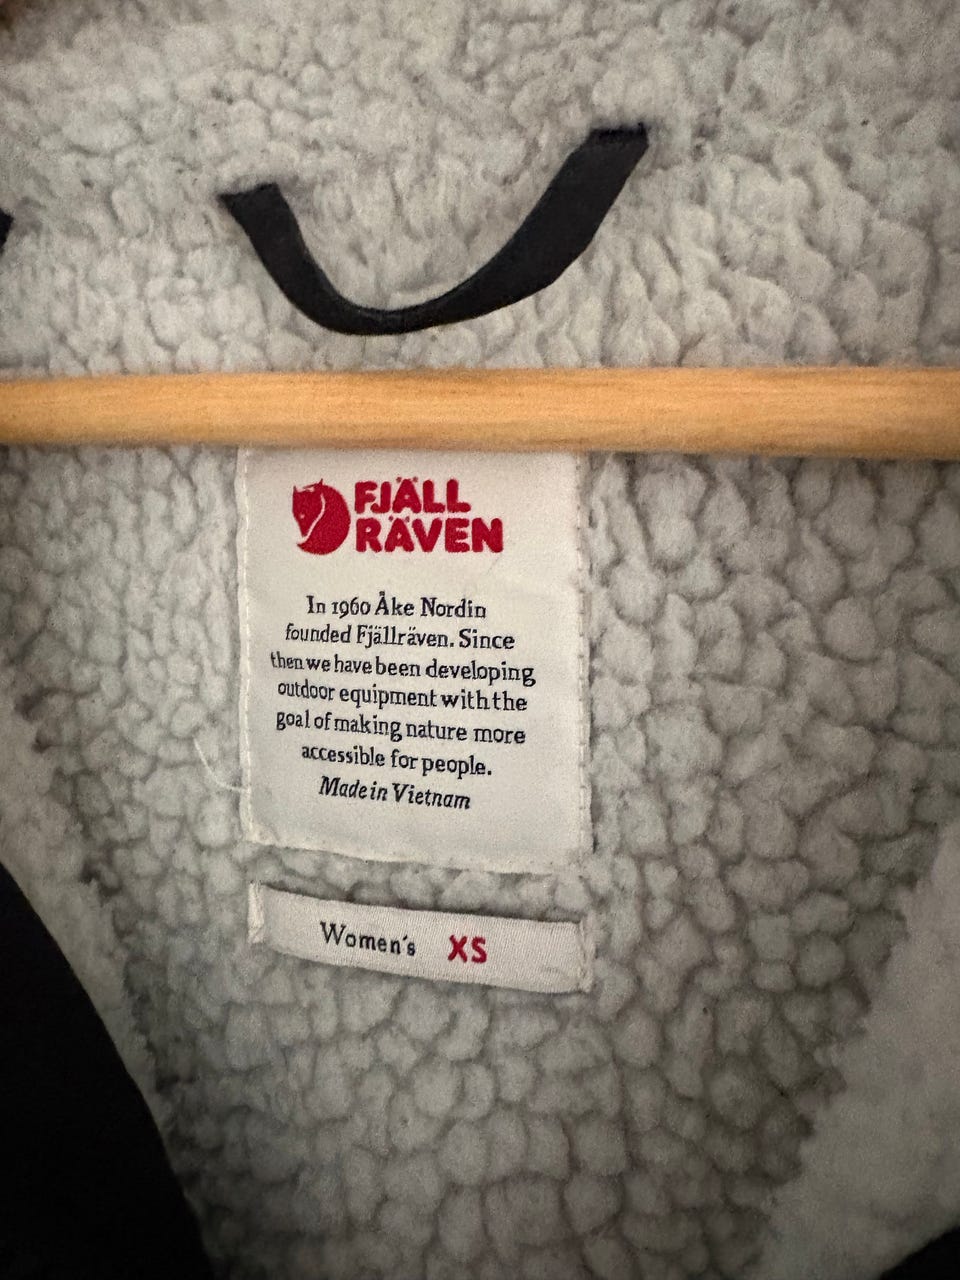 FJÄLL
RÄVEN
In 1960 Åke Nordin
founded Fjällräven. Since
then we have been developing
outdoor equipment with the
goal of making nature more
accessible for people.
Made in Vietnam
Women's XS